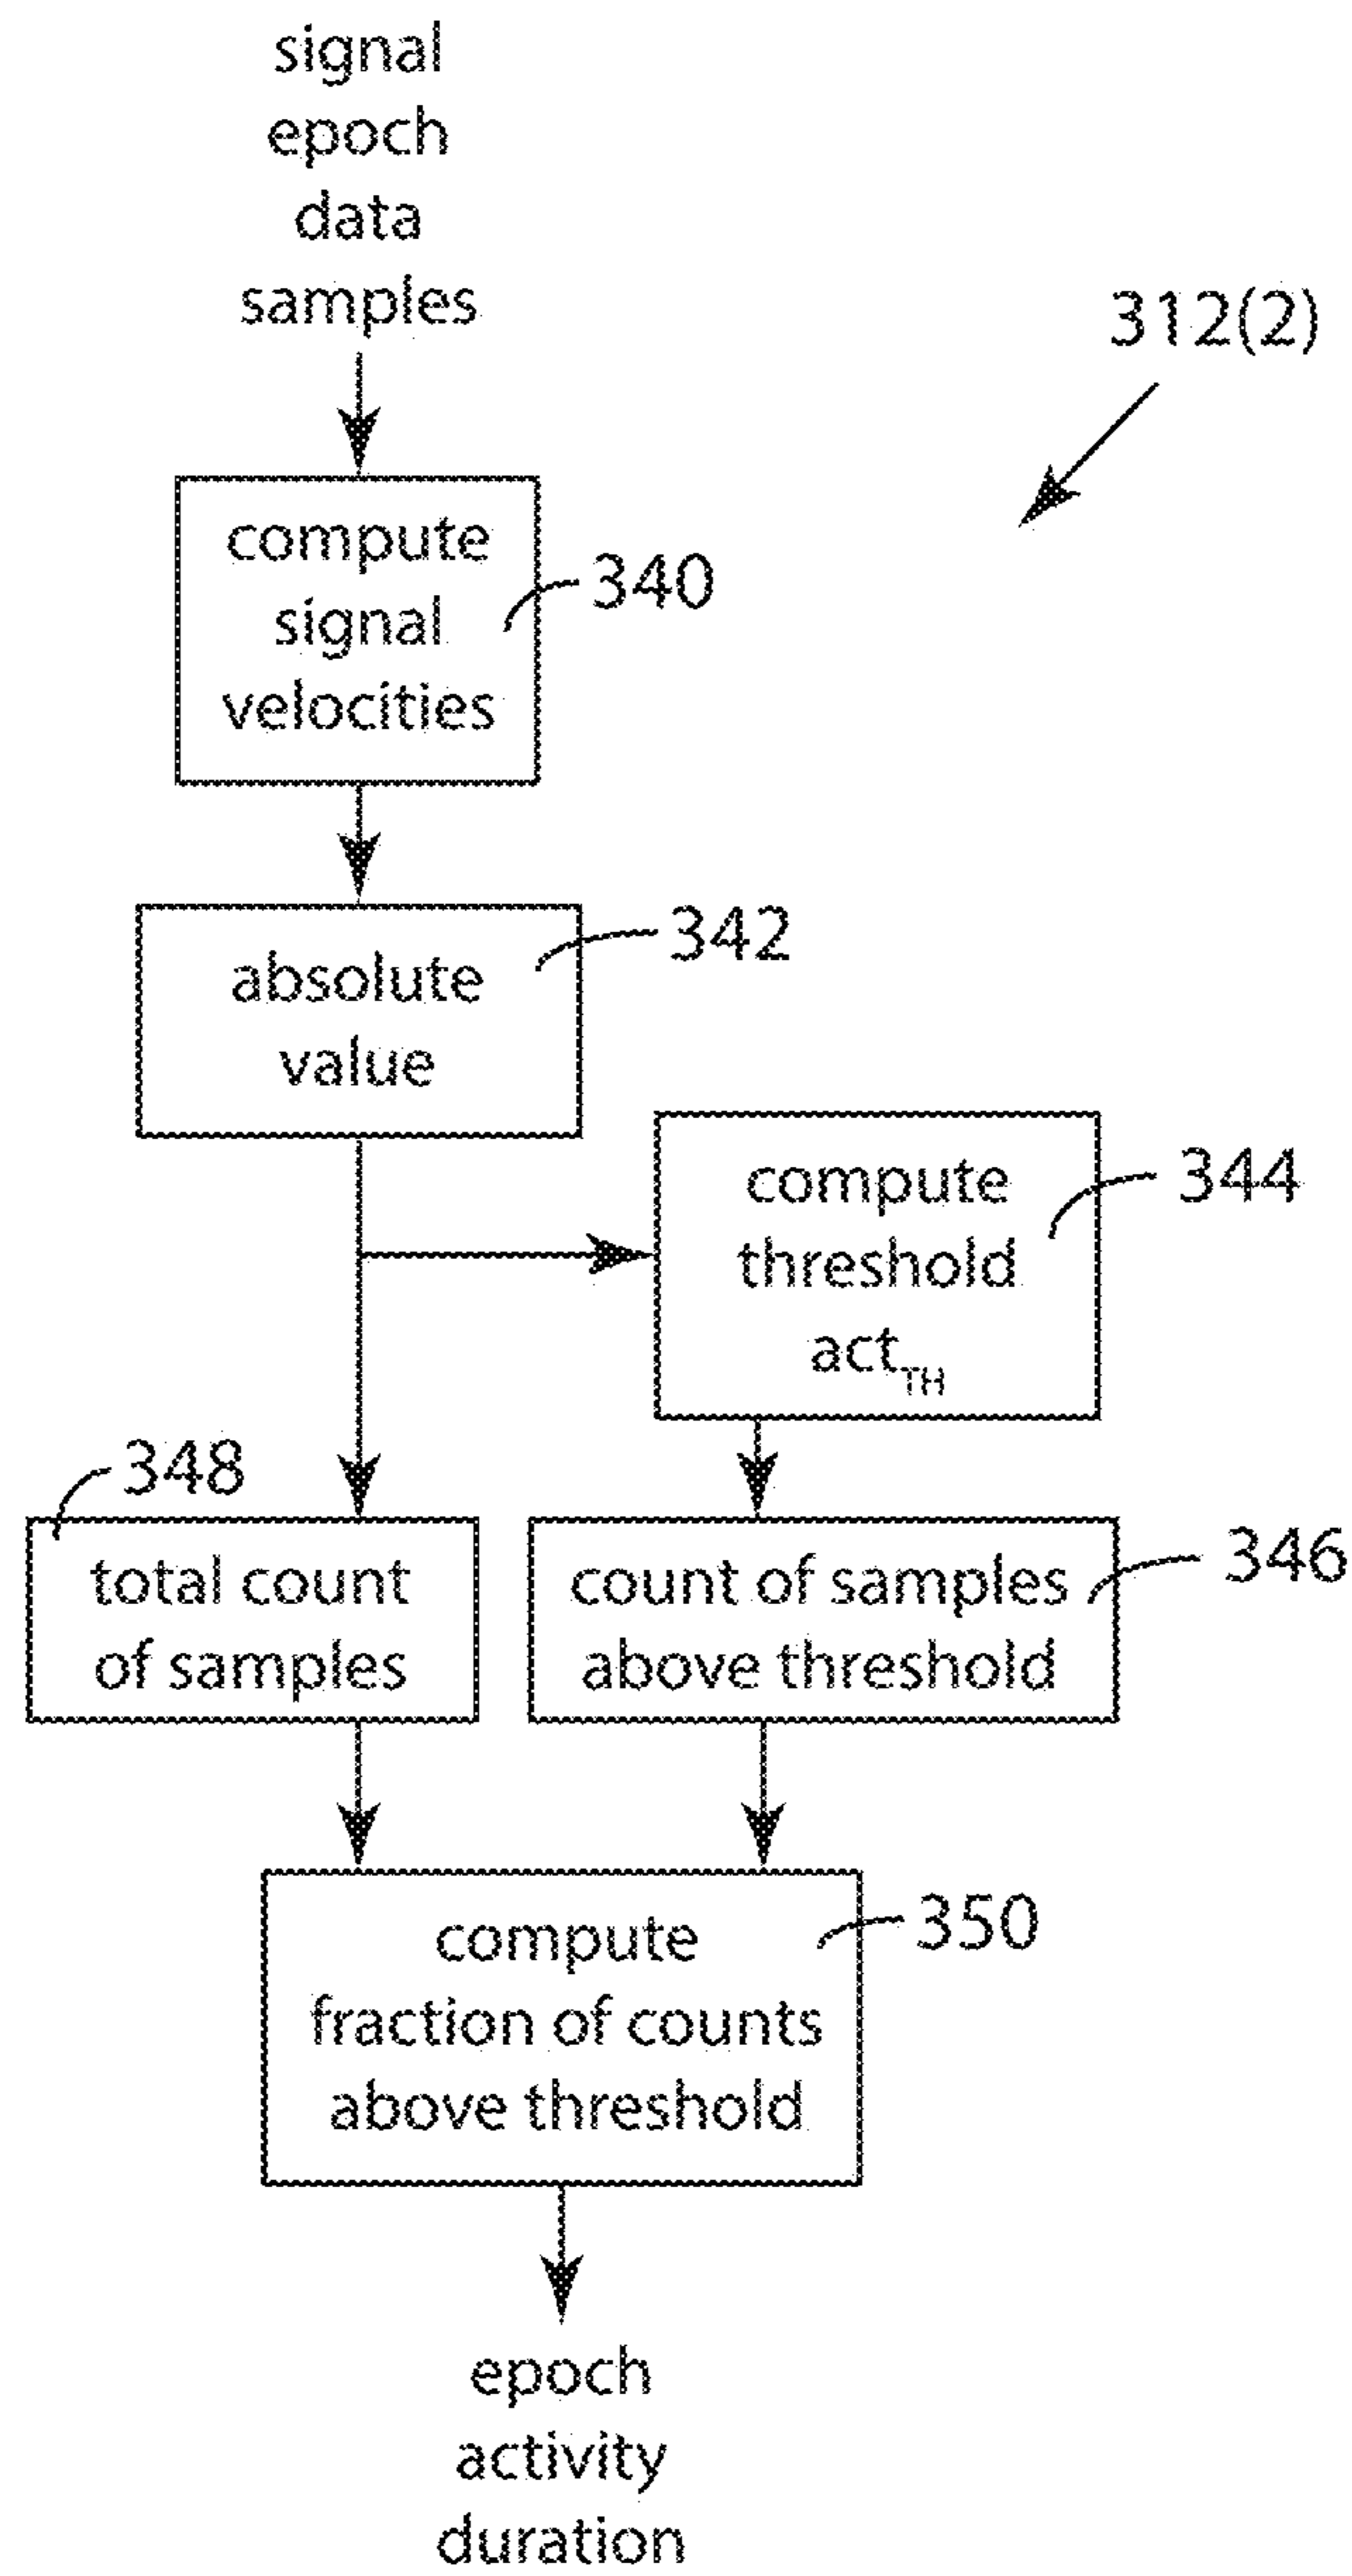 signal
epoch
data
samples
312(2)
compute
signal
velocities
340
absolute
value
342
compute
threshold
act_TH
344
348
total count
of samples
count of samples
above threshold
346
compute
fraction of counts
above threshold
350
epoch
activity
duration